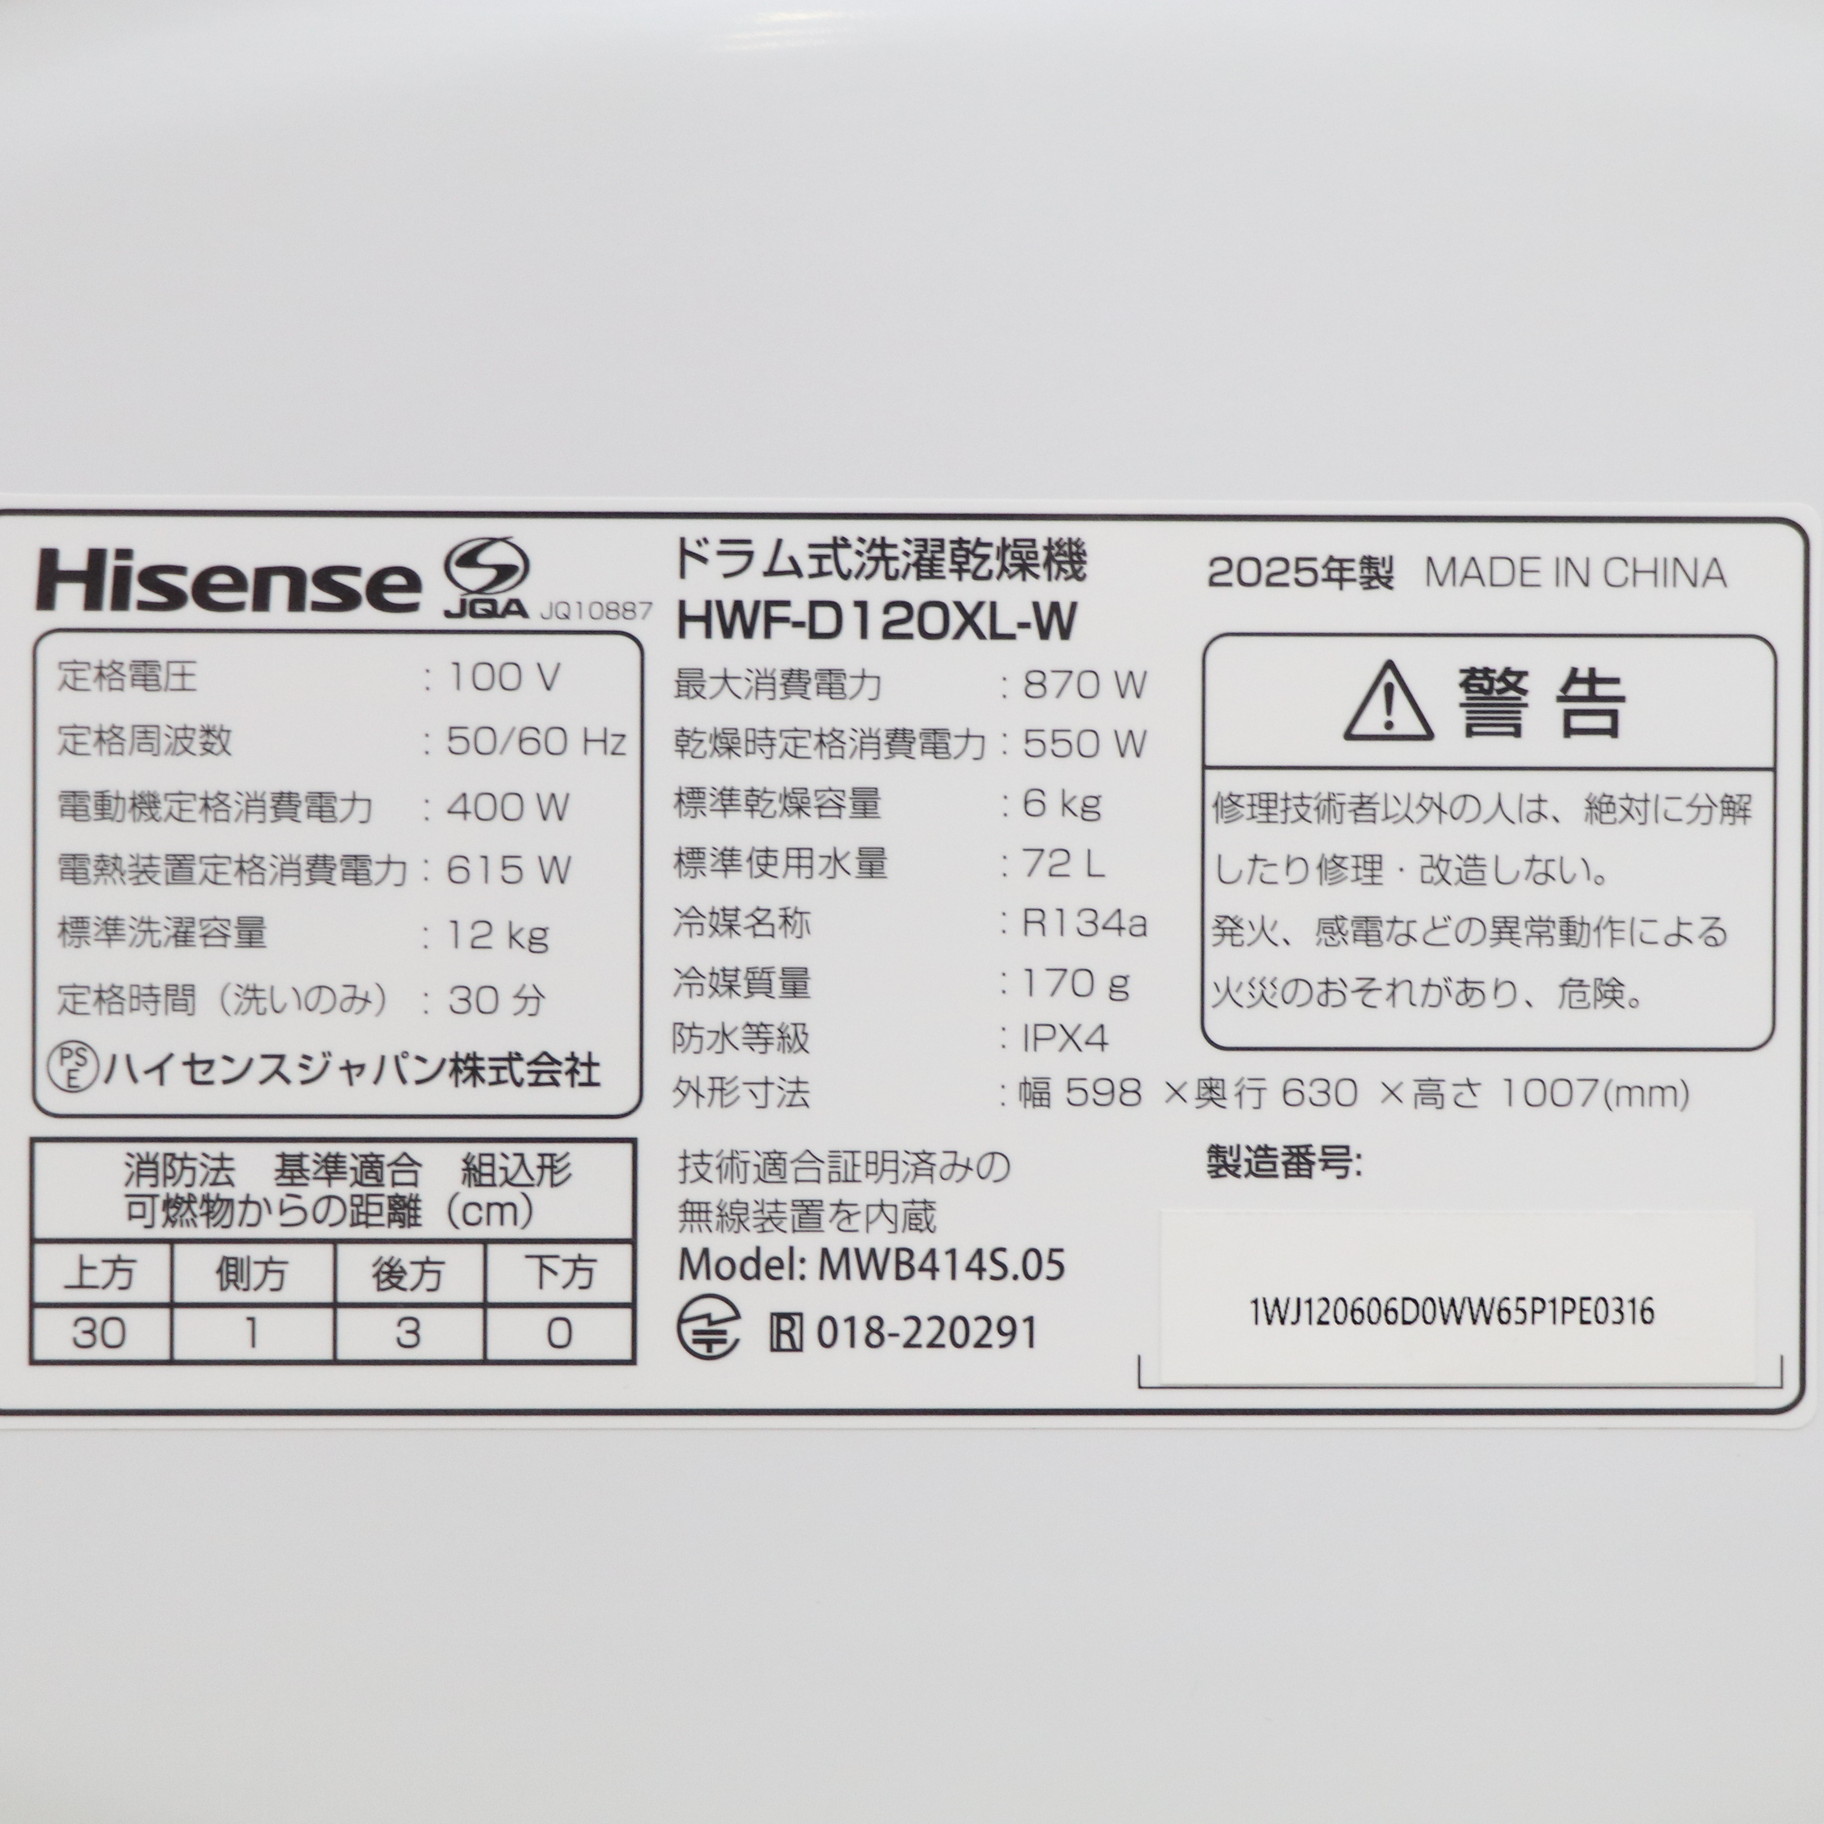 Hisense JQA JQ10887
定格電圧 : 100 V
定格周波数 : 50/60 Hz
電動機定格消費電力 : 400 W
電熱装置定格消費電力 : 615 W
標準洗濯容量 : 12 kg
定格時間（洗いのみ） : 30 分
PSE ハイセンスジャパン株式会社
消防法 基準適合 組込形
可燃物からの距離（cm）
上方 側方 後方 下方
30 1 3 0
ドラム式洗濯乾燥機
HWF-D120XL-W
最大消費電力 : 870 W
乾燥時定格消費電力 : 550 W
標準乾燥容量 : 6 kg
標準使用水量 : 72 L
冷媒名称 : R134a
冷媒質量 : 170 g
防水等級 : IPX4
外形寸法 : 幅 598 ×奥行 630 ×高さ 1007(mm)
技術適合証明済みの
無線装置を内蔵
Model: MWB414S.05
R 018-220291
2025年製 MADE IN CHINA
警告
修理技術者以外の人は、絶対に分解
したり修理・改造しない。
発火、感電などの異常動作による
火災のおそれがあり、危険。
製造番号:
1WJ120606D0WW65P1PE0316